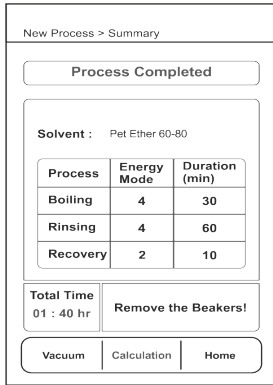 New Process > Summary
Process Completed
Solvent : Pet Ether 60-80
Process Energy Mode Duration (min)
Boiling 4 30
Rinsing 4 60
Recovery 2 10
Total Time
01 : 40 hr
Remove the Beakers!
Vacuum Calculation Home